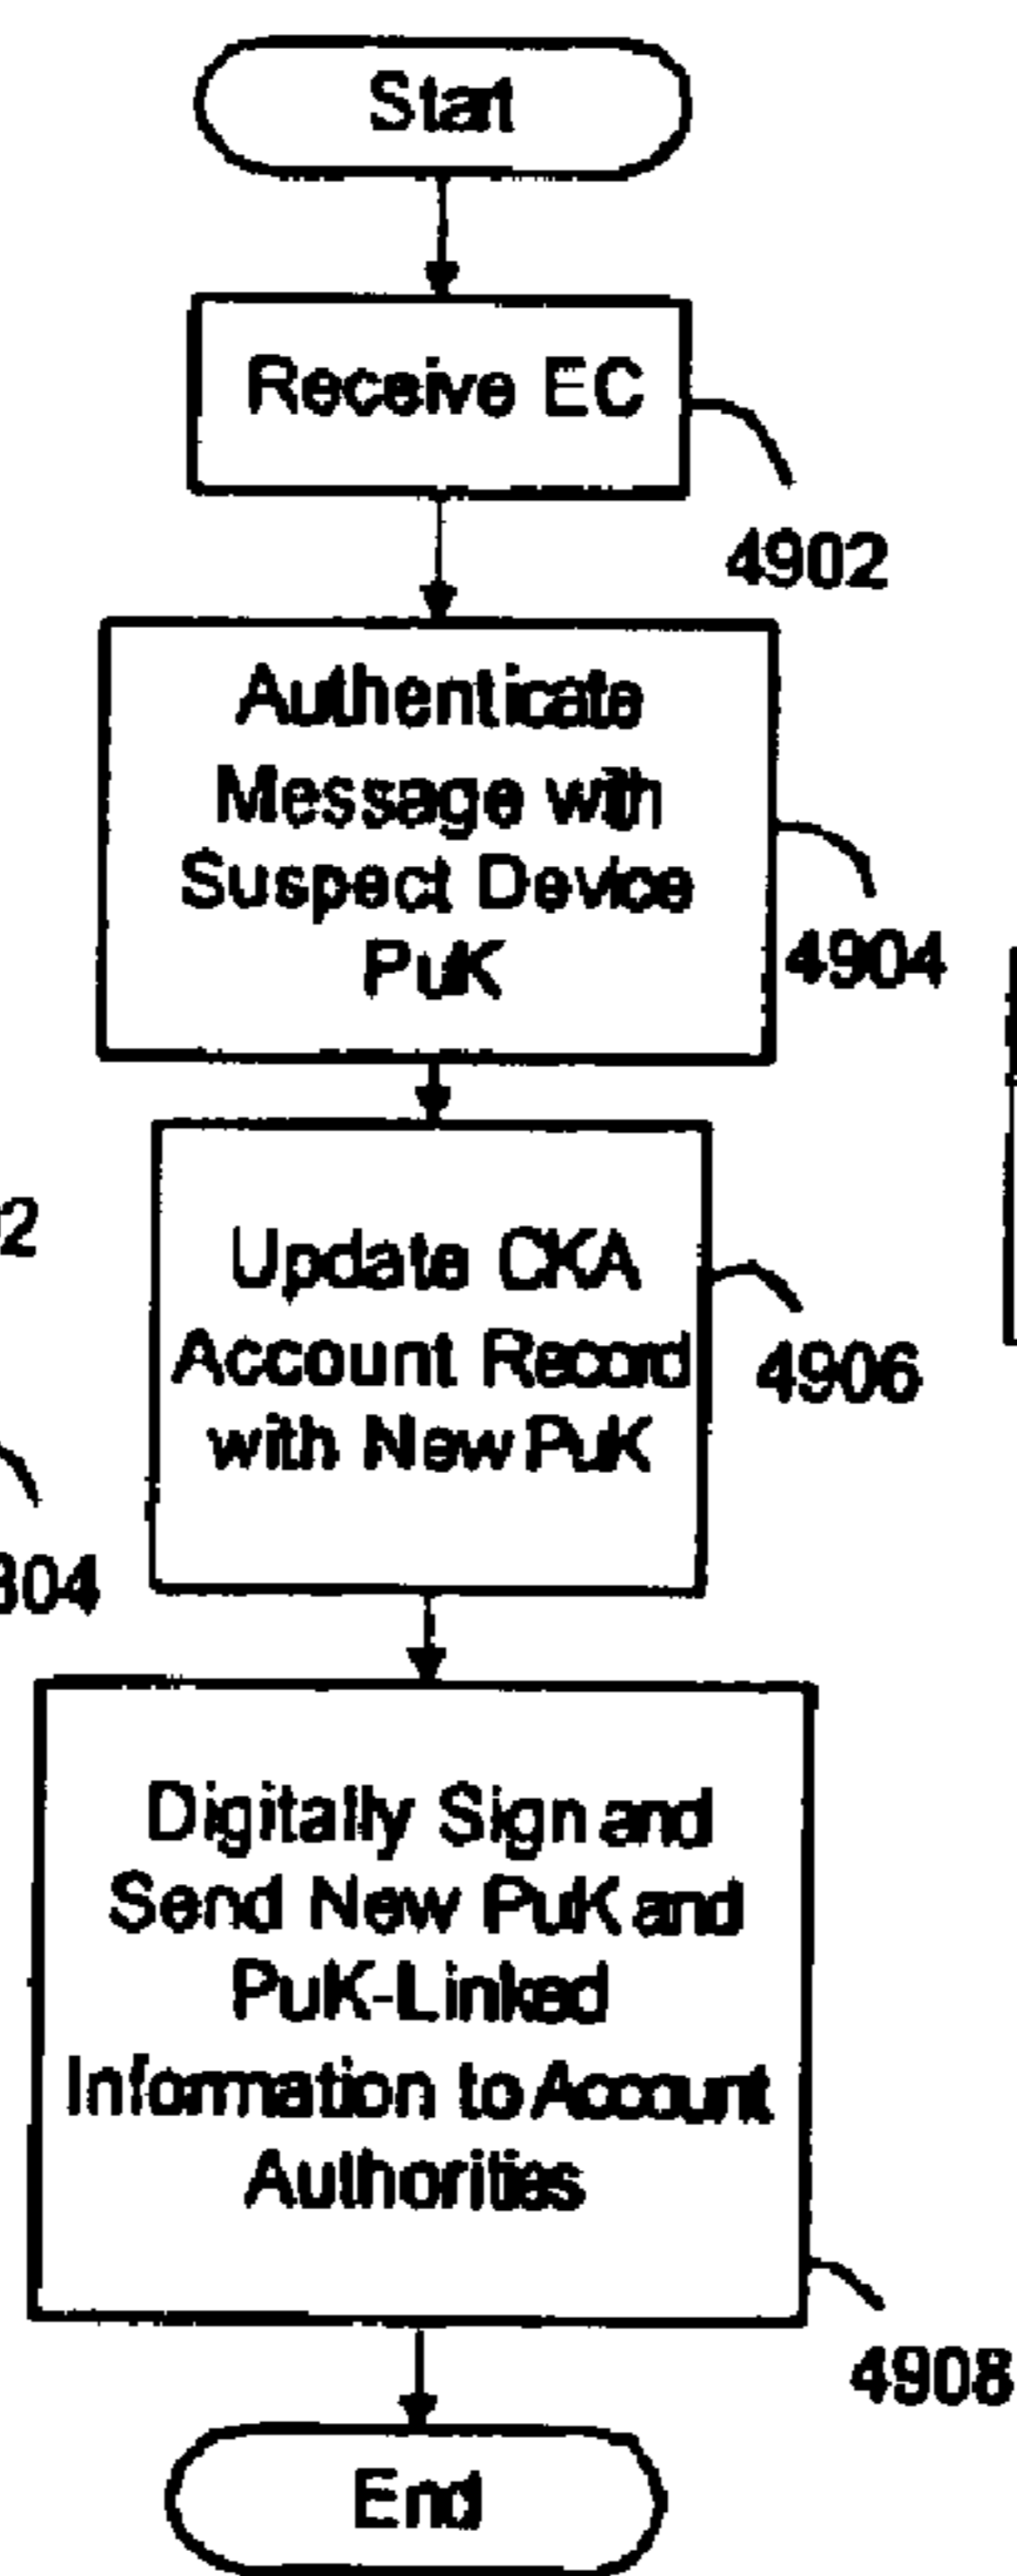 Start
Receive EC
4902
Authenticate
Message with
Suspect Device
PuK
4904
Update CKA
Account Record
with New PuK
4906
Digitally Sign and
Send New PuK and
PuK-Linked
Information to Account
Authorities
4908
End